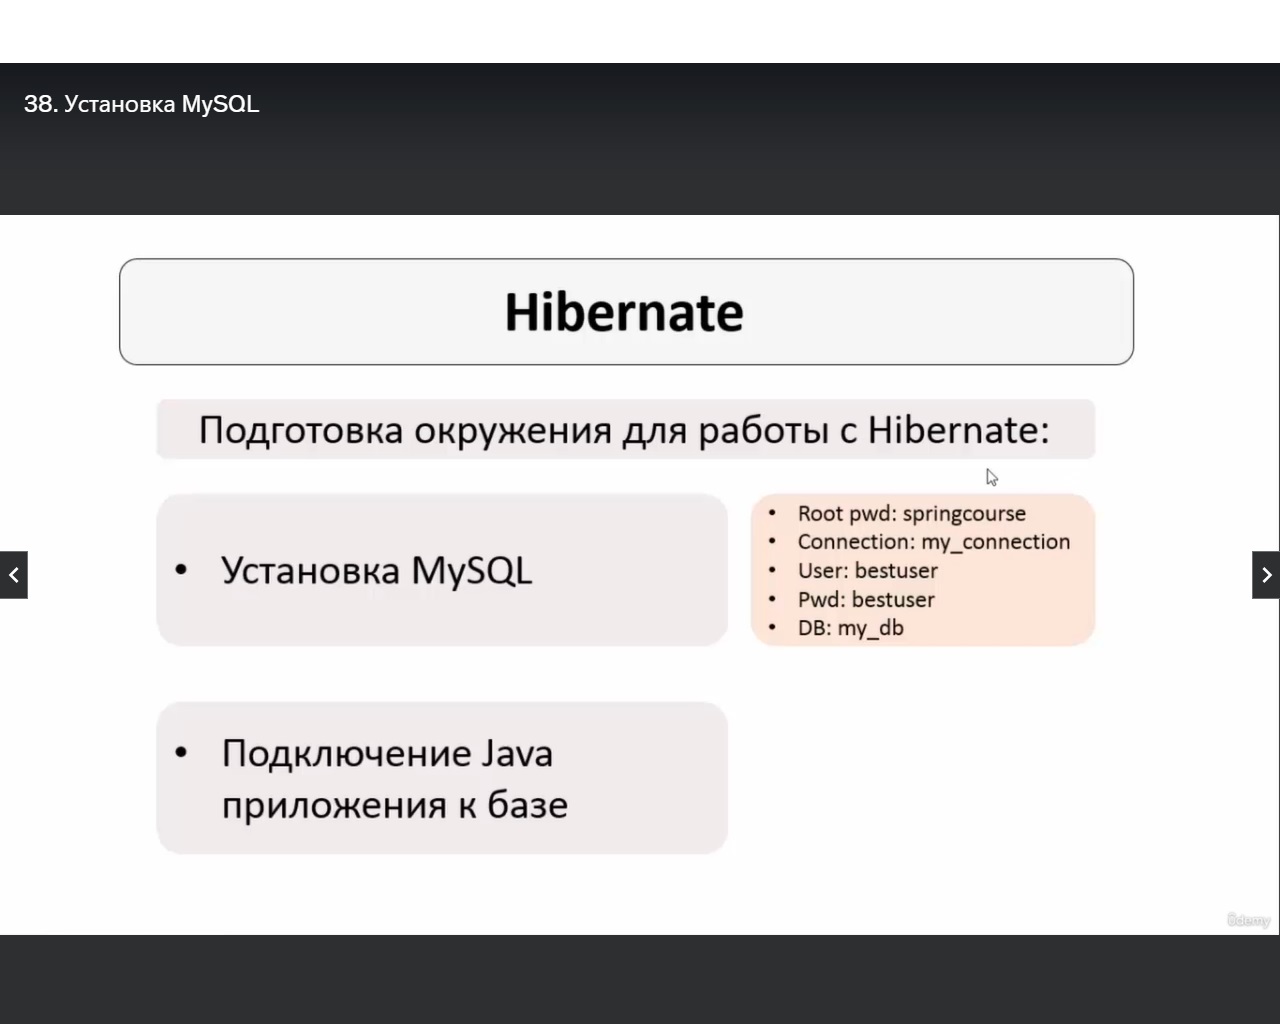 38. Установка MySQL
Hibernate
Подготовка окружения для работы с Hibernate:
• Установка MySQL
• Root pwd: springcourse
• Connection: my_connection
• User: bestuser
• Pwd: bestuser
• DB: my_db
• Подключение Java
приложения к базе
ûdemy